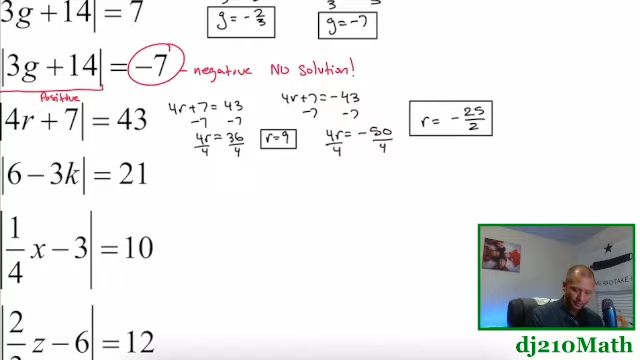 |3g + 14| = 7
g = -2/3
g = -7
|3g + 14| = -7 - negative NO Solution!
Positive
|4r + 7| = 43
4r+7 = 43
-7 -7
4r/4 = 36/4
r = 9
4r+7 = -43
-7 -7
4r/4 = -50/4
r = - 25/2
|6 − 3k| = 21
|1/4 x − 3| = 10
z − 6| = 12
dj210Math